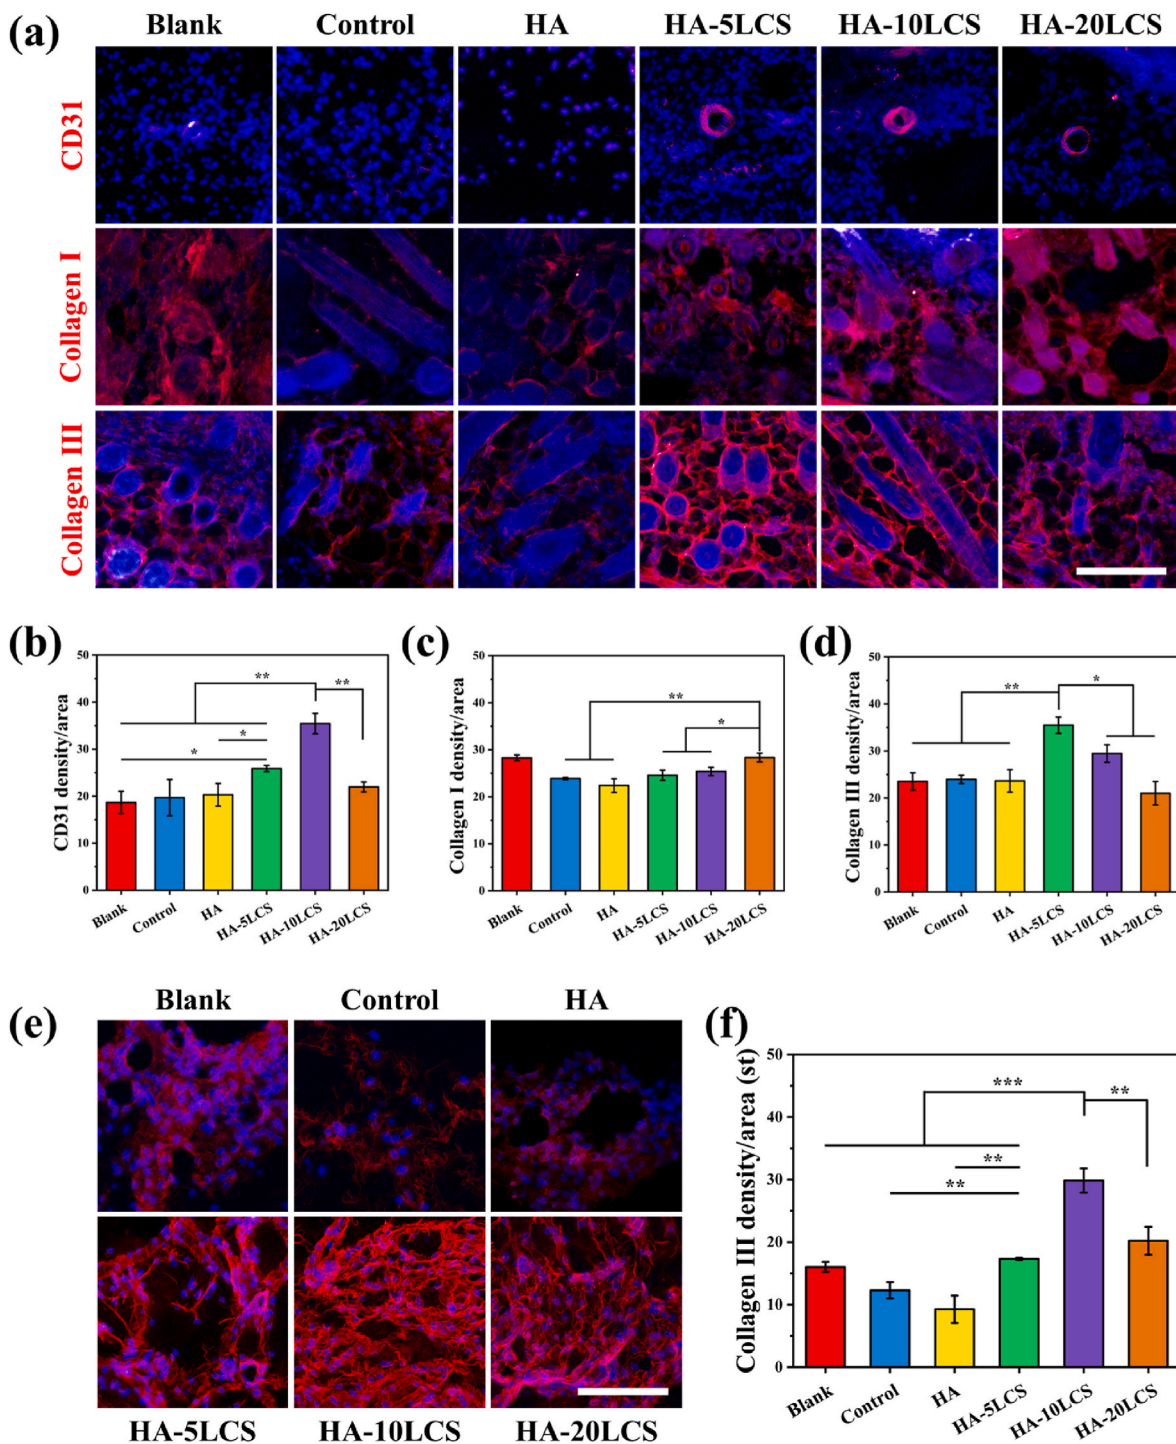 (a)
Blank Control HA HA-5LCS HA-10LCS HA-20LCS
CD31
Collagen I
Collagen III
(b)
CD31 density/area
50
40
30
20
10
0
** **
*
*
Blank Control HA HA-5LCS HA-10LCS HA-20LCS
(c)
Collagen I density/area
50
40
30
20
10
0
**
*
Blank Control HA HA-5LCS HA-10LCS HA-20LCS
(d)
Collagen III density/area
50
40
30
20
10
0
** *
Blank Control HA HA-5LCS HA-10LCS HA-20LCS
(e)
Blank Control HA
HA-5LCS HA-10LCS HA-20LCS
(f)
Collagen III density/area (st)
50
40
30
20
10
0
*** **
**
**
Blank Control HA HA-5LCS HA-10LCS HA-20LCS